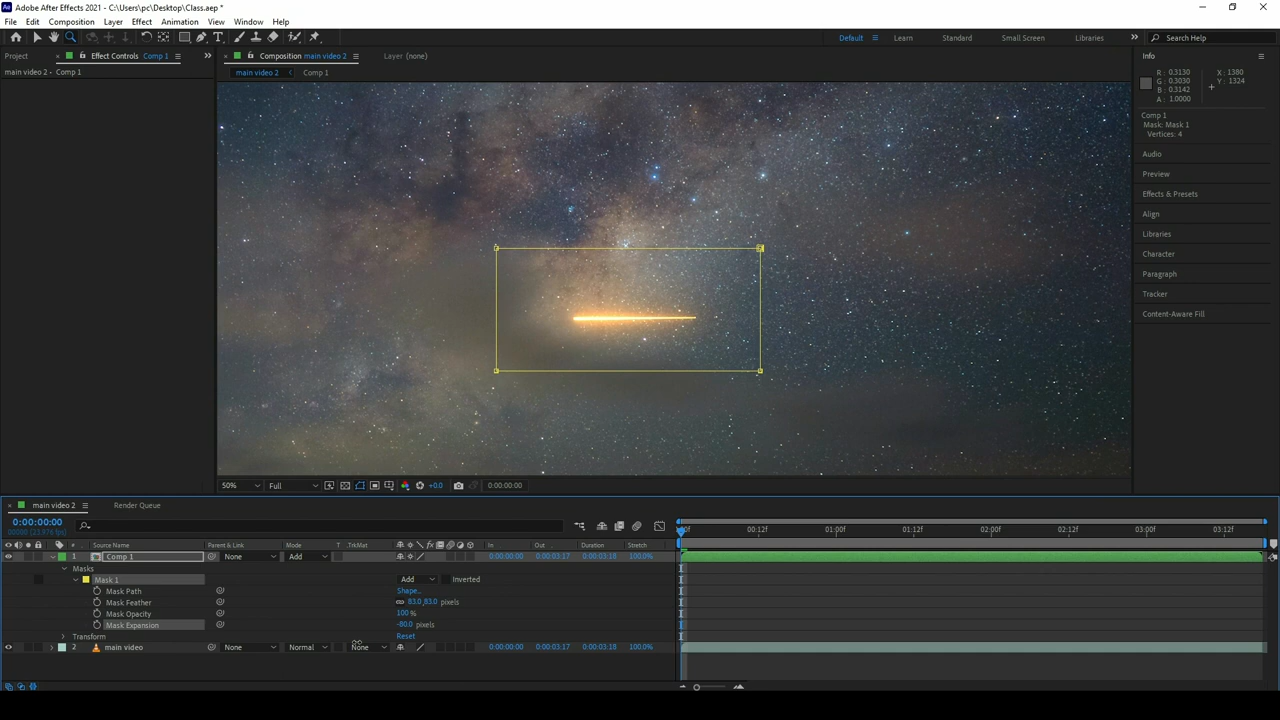 Adobe After Effects 2021 - C:\Users\pc\Desktop\Class.aep *
File Edit Composition Layer Effect Animation View Window Help
Default Learn Standard Small Screen Libraries Search Help
Project Effect Controls Comp 1 Composition main video 2 Layer (none) Info
main video 2 • Comp 1 main video 2 Comp 1
R: 0.3130 X: 1380
G: 0.3030 Y: 1324
B: 0.3142
A: 1.0000
Comp 1
Mask: Mask 1
Vertices: 4
Audio
Preview
Effects & Presets
Align
Libraries
Character
Paragraph
Tracker
Content-Aware Fill
50% Full +0.0 0:00:00:00
main video 2 Render Queue
0:00:00:00
# Source Name Parent & Link Mode T .TrkMat In Out Duration Stretch
00:12f 01:00f 01:12f 02:00f 02:12f 03:00f 03:12f
1 Comp 1 None Add 0:00:00:00 0:00:03:17 0:00:03:18 100.0%
Masks
Mask 1 Add Inverted
Mask Path Shape...
Mask Feather 83.0,83.0 pixels
Mask Opacity 100 %
Mask Expansion -80.0 pixels
Transform Reset
2 main video None Normal None 0:00:00:00 0:00:03:17 0:00:03:18 100.0%